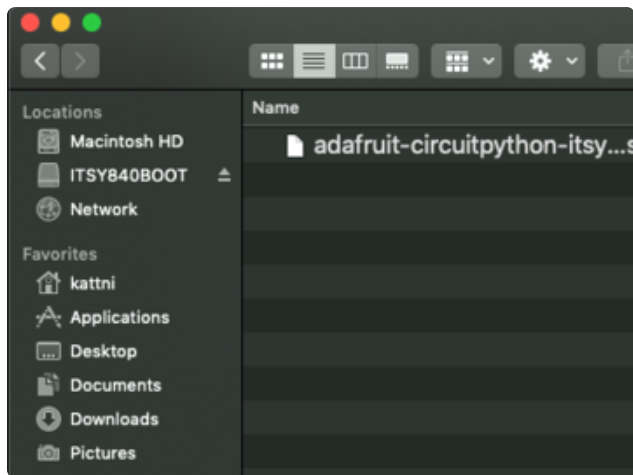 Name
adafruit-circuitpython-itsy...s
Locations
Macintosh HD
ITSY840BOOT
Network
Favorites
kattni
Applications
Desktop
Documents
Downloads
Pictures